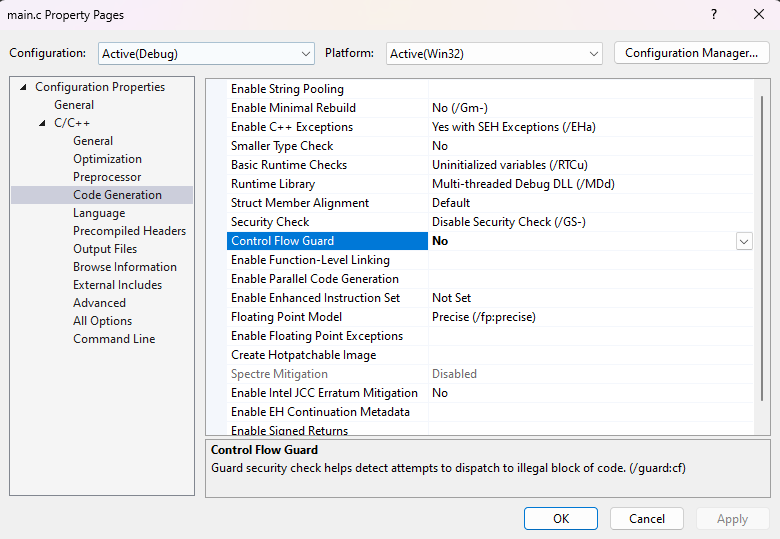 main.c Property Pages
? ✕
Configuration: Active(Debug) Platform: Active(Win32) Configuration Manager...
Configuration Properties
General
C/C++
General
Optimization
Preprocessor
Code Generation
Language
Precompiled Headers
Output Files
Browse Information
External Includes
Advanced
All Options
Command Line
Enable String Pooling
Enable Minimal Rebuild No (/Gm-)
Enable C++ Exceptions Yes with SEH Exceptions (/EHa)
Smaller Type Check No
Basic Runtime Checks Uninitialized variables (/RTCu)
Runtime Library Multi-threaded Debug DLL (/MDd)
Struct Member Alignment Default
Security Check Disable Security Check (/GS-)
Control Flow Guard No
Enable Function-Level Linking
Enable Parallel Code Generation
Enable Enhanced Instruction Set Not Set
Floating Point Model Precise (/fp:precise)
Enable Floating Point Exceptions
Create Hotpatchable Image
Spectre Mitigation Disabled
Enable Intel JCC Erratum Mitigation No
Enable EH Continuation Metadata
Enable Signed Returns
Control Flow Guard
Guard security check helps detect attempts to dispatch to illegal block of code. (/guard:cf)
OK Cancel Apply